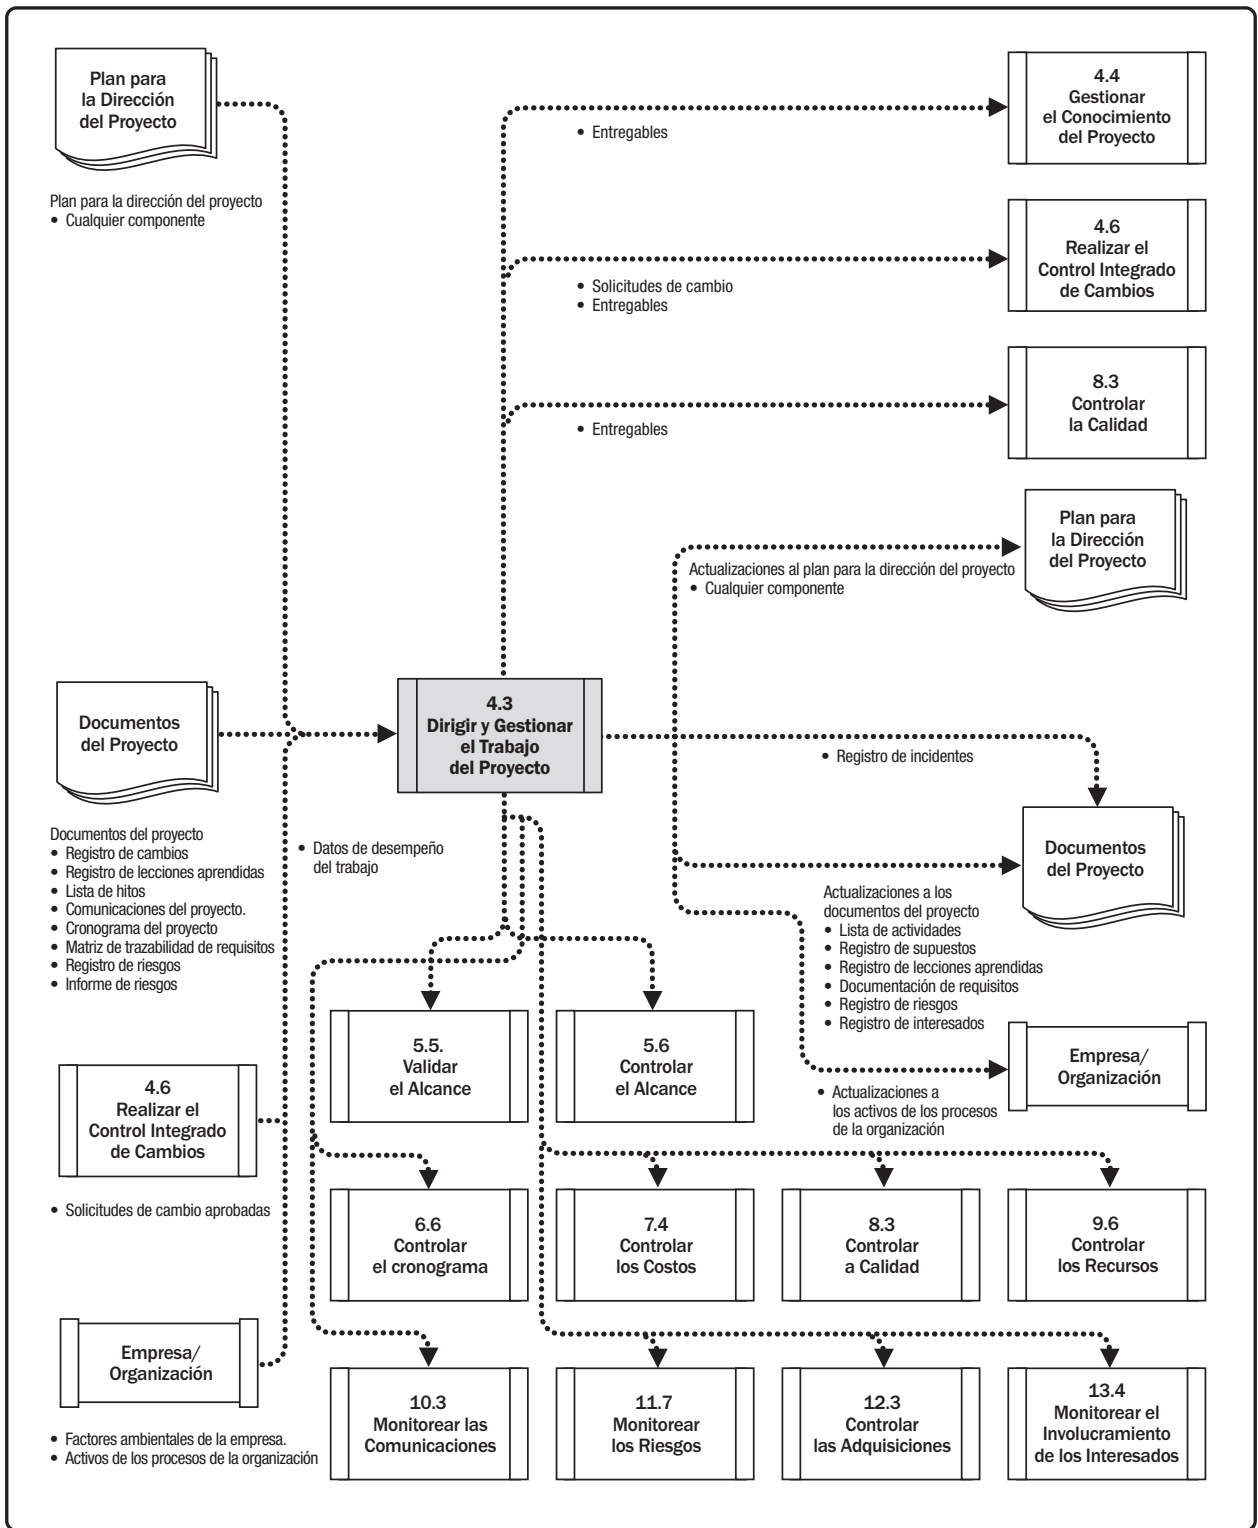 Plan para
la Dirección
del Proyecto
Plan para la dirección del proyecto
• Cualquier componente
• Entregables
4.4
Gestionar
el Conocimiento
del Proyecto
• Solicitudes de cambio
• Entregables
4.6
Realizar el
Control Integrado
de Cambios
• Entregables
8.3
Controlar
la Calidad
Actualizaciones al plan para la dirección del proyecto
• Cualquier componente
Plan para
la Dirección
del Proyecto
Documentos
del Proyecto
4.3
Dirigir y Gestionar
el Trabajo
del Proyecto
• Registro de incidentes
Documentos
del Proyecto
Documentos del proyecto
• Registro de cambios
• Registro de lecciones aprendidas
• Lista de hitos
• Comunicaciones del proyecto.
• Cronograma del proyecto
• Matriz de trazabilidad de requisitos
• Registro de riesgos
• Informe de riesgos
• Datos de desempeño
del trabajo
Actualizaciones a los
documentos del proyecto
• Lista de actividades
• Registro de supuestos
• Registro de lecciones aprendidas
• Documentación de requisitos
• Registro de riesgos
• Registro de interesados
5.5.
Validar
el Alcance
5.6
Controlar
el Alcance
Empresa/
Organización
• Actualizaciones a
los activos de los procesos
de la organización
4.6
Realizar el
Control Integrado
de Cambios
• Solicitudes de cambio aprobadas
6.6
Controlar
el cronograma
7.4
Controlar
los Costos
8.3
Controlar
a Calidad
9.6
Controlar
los Recursos
Empresa/
Organización
• Factores ambientales de la empresa.
• Activos de los procesos de la organización
10.3
Monitorear las
Comunicaciones
11.7
Monitorear
los Riesgos
12.3
Controlar
las Adquisiciones
13.4
Monitorear el
Involucramiento
de los Interesados